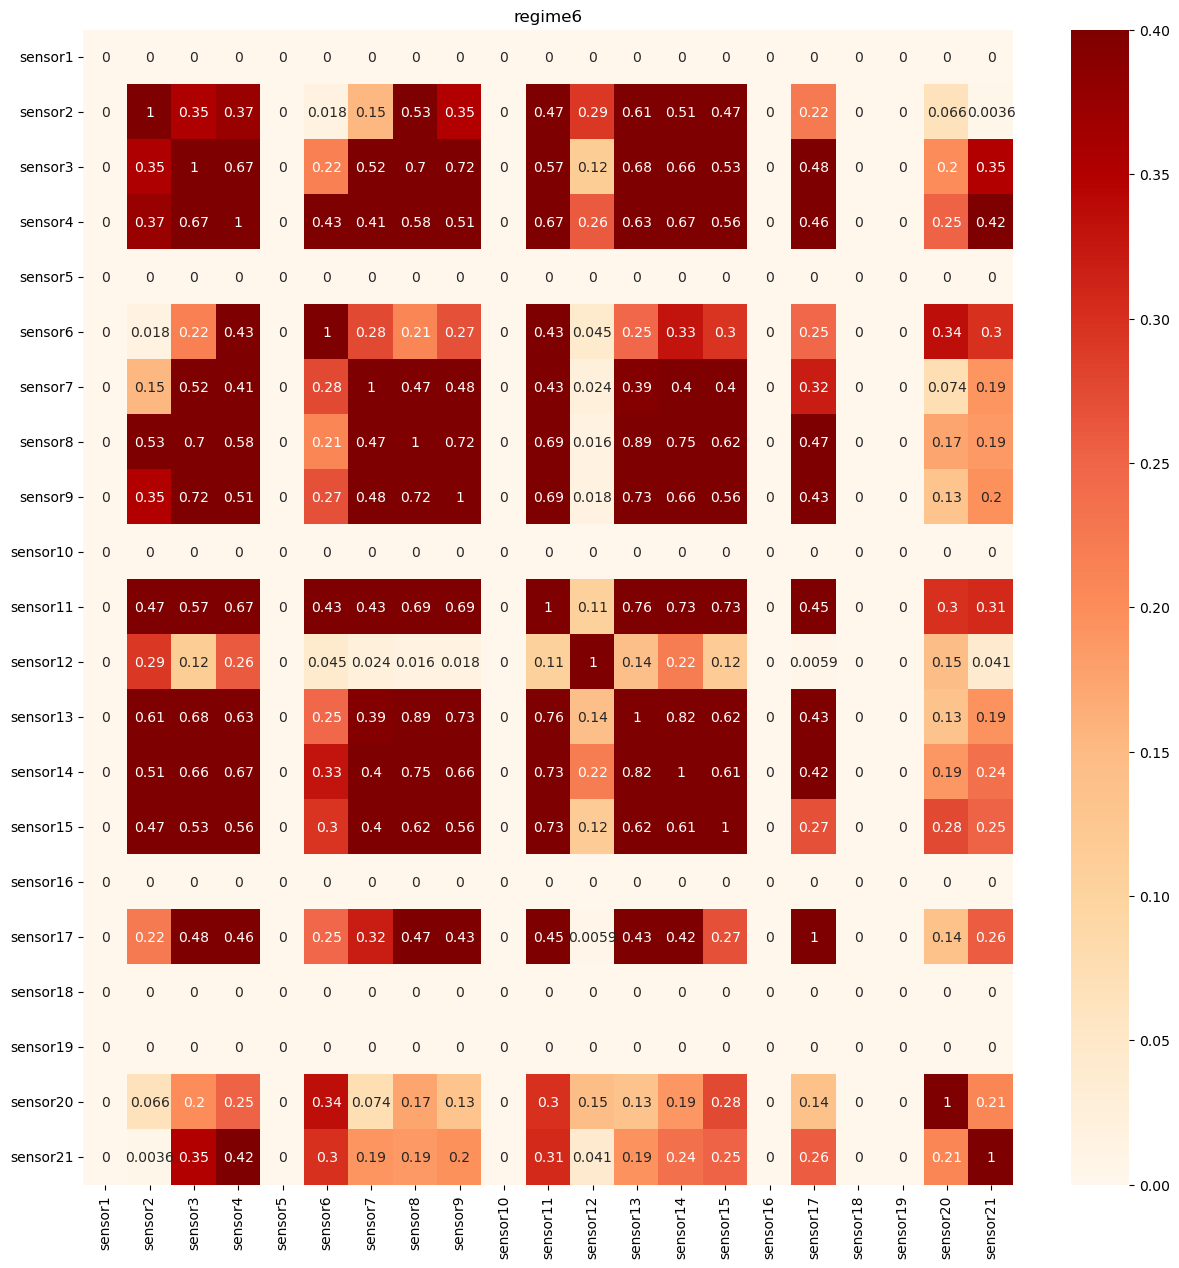 regime6
sensor1 0 0 0 0 0 0 0 0 0 0 0 0 0 0 0 0 0 0 0 0 0 0.40
sensor2 0 1 0.35 0.37 0 0.018 0.15 0.53 0.35 0 0.47 0.29 0.61 0.51 0.47 0 0.22 0 0 0.066 0.0036
sensor3 0 0.35 1 0.67 0 0.22 0.52 0.7 0.72 0 0.57 0.12 0.68 0.66 0.53 0 0.48 0 0 0.2 0.35 0.35
sensor4 0 0.37 0.67 1 0 0.43 0.41 0.58 0.51 0 0.67 0.26 0.63 0.67 0.56 0 0.46 0 0 0.25 0.42
sensor5 0 0 0 0 0 0 0 0 0 0 0 0 0 0 0 0 0 0 0 0 0
sensor6 0 0.018 0.22 0.43 0 1 0.28 0.21 0.27 0 0.43 0.045 0.25 0.33 0.3 0 0.25 0 0 0.34 0.3 0.30
sensor7 0 0.15 0.52 0.41 0 0.28 1 0.47 0.48 0 0.43 0.024 0.39 0.4 0.4 0 0.32 0 0 0.074 0.19
sensor8 0 0.53 0.7 0.58 0 0.21 0.47 1 0.72 0 0.69 0.016 0.89 0.75 0.62 0 0.47 0 0 0.17 0.19 0.25
sensor9 0 0.35 0.72 0.51 0 0.27 0.48 0.72 1 0 0.69 0.018 0.73 0.66 0.56 0 0.43 0 0 0.13 0.2
sensor10 0 0 0 0 0 0 0 0 0 0 0 0 0 0 0 0 0 0 0 0 0
sensor11 0 0.47 0.57 0.67 0 0.43 0.43 0.69 0.69 0 1 0.11 0.76 0.73 0.73 0 0.45 0 0 0.3 0.31 0.20
sensor12 0 0.29 0.12 0.26 0 0.045 0.024 0.016 0.018 0 0.11 1 0.14 0.22 0.12 0 0.0059 0 0 0.15 0.041
sensor13 0 0.61 0.68 0.63 0 0.25 0.39 0.89 0.73 0 0.76 0.14 1 0.82 0.62 0 0.43 0 0 0.13 0.19
sensor14 0 0.51 0.66 0.67 0 0.33 0.4 0.75 0.66 0 0.73 0.22 0.82 1 0.61 0 0.42 0 0 0.19 0.24 0.15
sensor15 0 0.47 0.53 0.56 0 0.3 0.4 0.62 0.56 0 0.73 0.12 0.62 0.61 1 0 0.27 0 0 0.28 0.25
sensor16 0 0 0 0 0 0 0 0 0 0 0 0 0 0 0 0 0 0 0 0 0 0.10
sensor17 0 0.22 0.48 0.46 0 0.25 0.32 0.47 0.43 0 0.45 0.0059 0.43 0.42 0.27 0 1 0 0 0.14 0.26
sensor18 0 0 0 0 0 0 0 0 0 0 0 0 0 0 0 0 0 0 0 0 0
sensor19 0 0 0 0 0 0 0 0 0 0 0 0 0 0 0 0 0 0 0 0 0 0.05
sensor20 0 0.066 0.2 0.25 0 0.34 0.074 0.17 0.13 0 0.3 0.15 0.13 0.19 0.28 0 0.14 0 0 1 0.21
sensor21 0 0.0036 0.35 0.42 0 0.3 0.19 0.19 0.2 0 0.31 0.041 0.19 0.24 0.25 0 0.26 0 0 0.21 1 0.00
sensor1 sensor2 sensor3 sensor4 sensor5 sensor6 sensor7 sensor8 sensor9 sensor10 sensor11 sensor12 sensor13 sensor14 sensor15 sensor16 sensor17 sensor18 sensor19 sensor20 sensor21